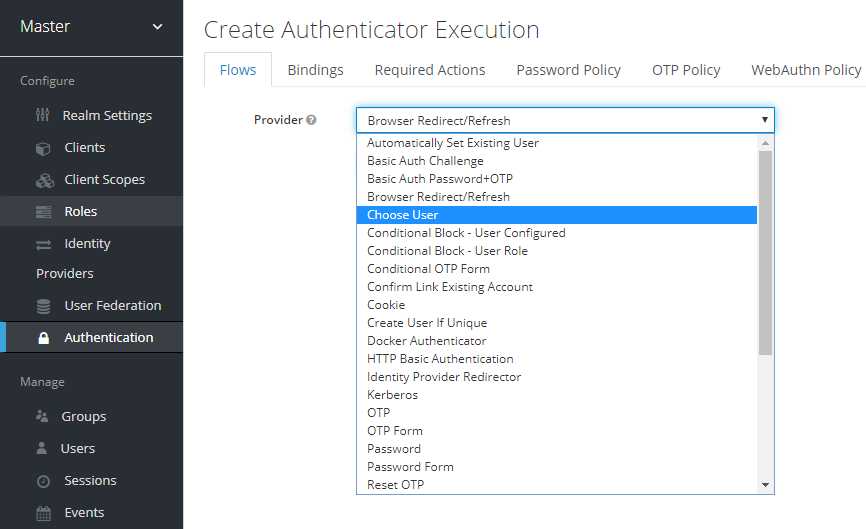 Master
Configure
Realm Settings
Clients
Client Scopes
Roles
Identity
Providers
User Federation
Authentication
Manage
Groups
Users
Sessions
Events
Create Authenticator Execution
Flows Bindings Required Actions Password Policy OTP Policy WebAuthn Policy
Provider
Browser Redirect/Refresh
Automatically Set Existing User
Basic Auth Challenge
Basic Auth Password+OTP
Browser Redirect/Refresh
Choose User
Conditional Block - User Configured
Conditional Block - User Role
Conditional OTP Form
Confirm Link Existing Account
Cookie
Create User If Unique
Docker Authenticator
HTTP Basic Authentication
Identity Provider Redirector
Kerberos
OTP
OTP Form
Password
Password Form
Reset OTP